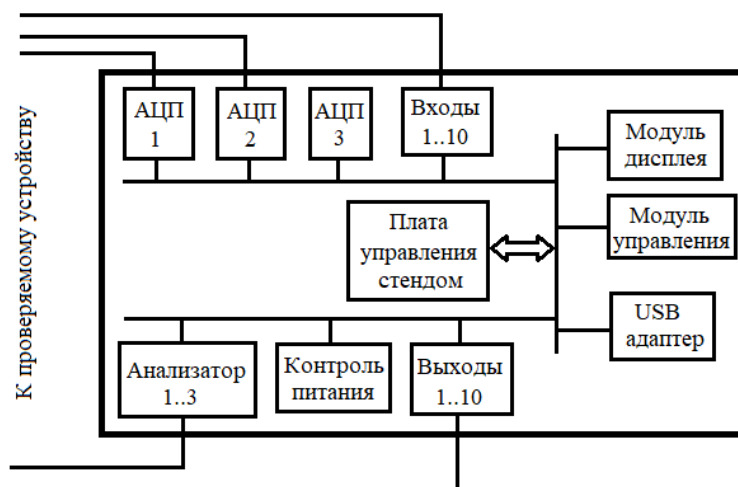 К проверяемому устройству
АЦП
1
АЦП
2
АЦП
3
Входы
1..10
Модуль
дисплея
Плата
управления
стендом
Модуль
управления
USB
адаптер
Анализатор
1..3
Контроль
питания
Выходы
1..10